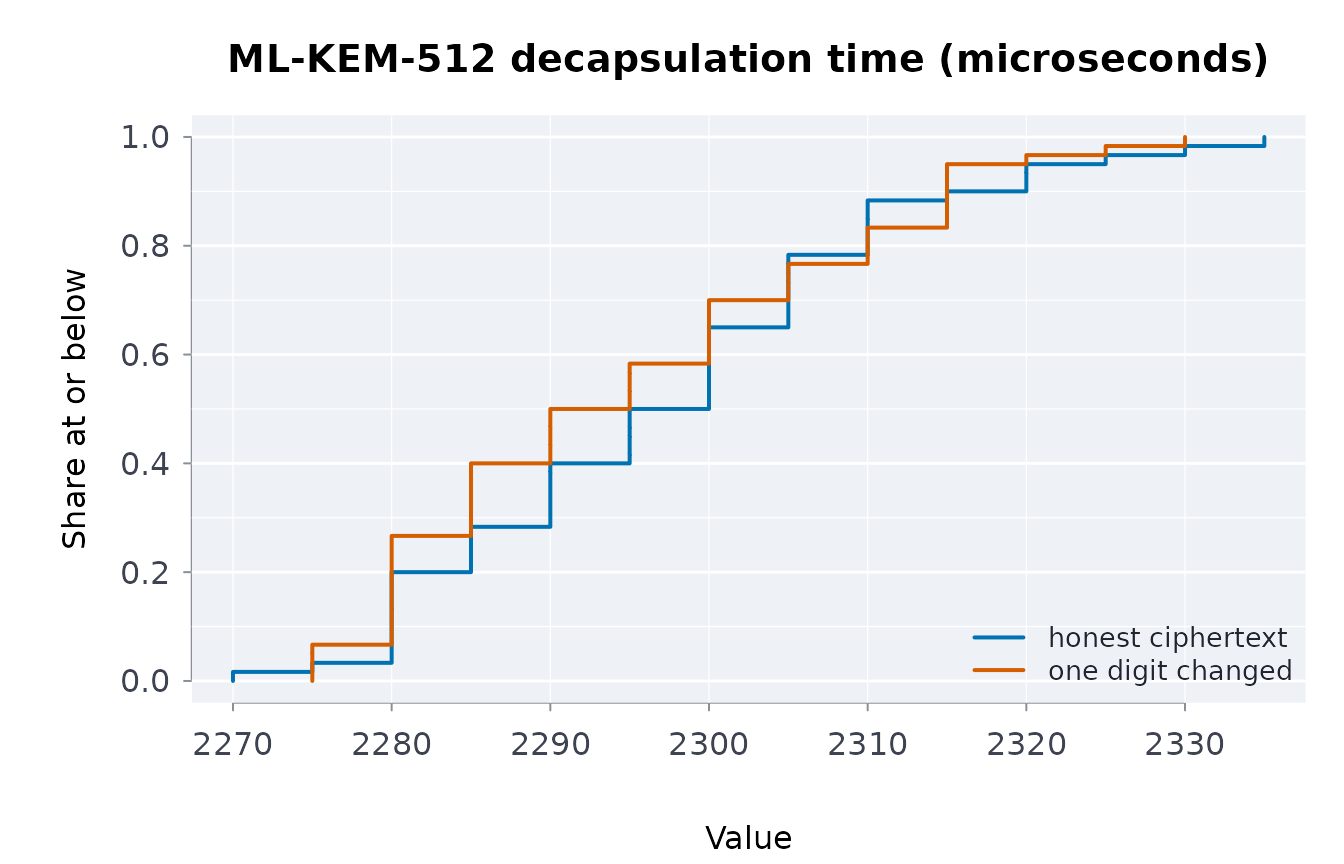 ML-KEM-512 decapsulation time (microseconds)
1.0
0.8
0.6
0.4
0.2
0.0
Share at or below
honest ciphertext
one digit changed
2270 2280 2290 2300 2310 2320 2330
Value